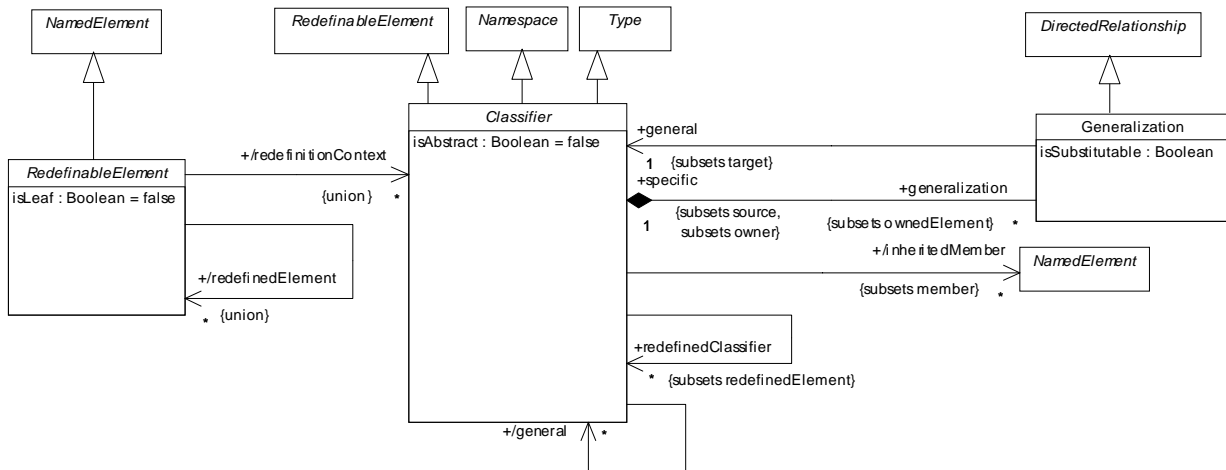 NamedElement
RedefinableElement
Namespace
Type
DirectedRelationship
Classifier
isAbstract : Boolean = false
Generalization
isSubstitutable : Boolean
RedefinableElement
isLeaf : Boolean = false
+/redefinitionContext
{union}
*
+/redefinedElement
*
{union}
+general
1
{subsets target}
+specific
1
{subsets source,
subsets owner}
+generalization
{subsets ownedElement}
*
+/inheritedMember
{subsets member}
*
NamedElement
+redefinedClassifier
*
{subsets redefinedElement}
+/general
*